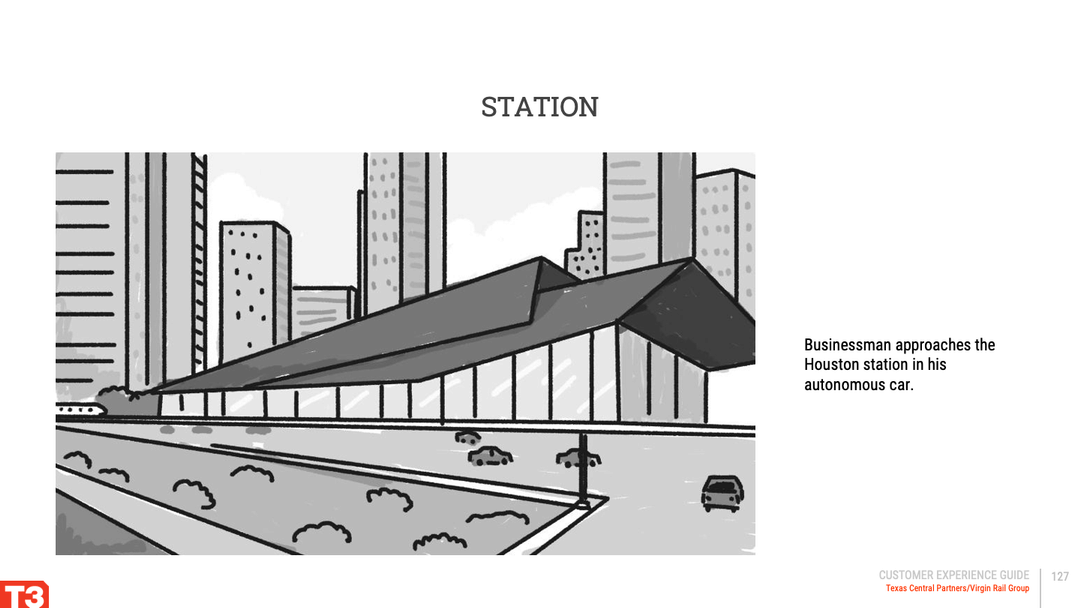 STATION
Businessman approaches the
Houston station in his
autonomous car.
T3
CUSTOMER EXPERIENCE GUIDE
Texas Central Partners/Virgin Rail Group
127